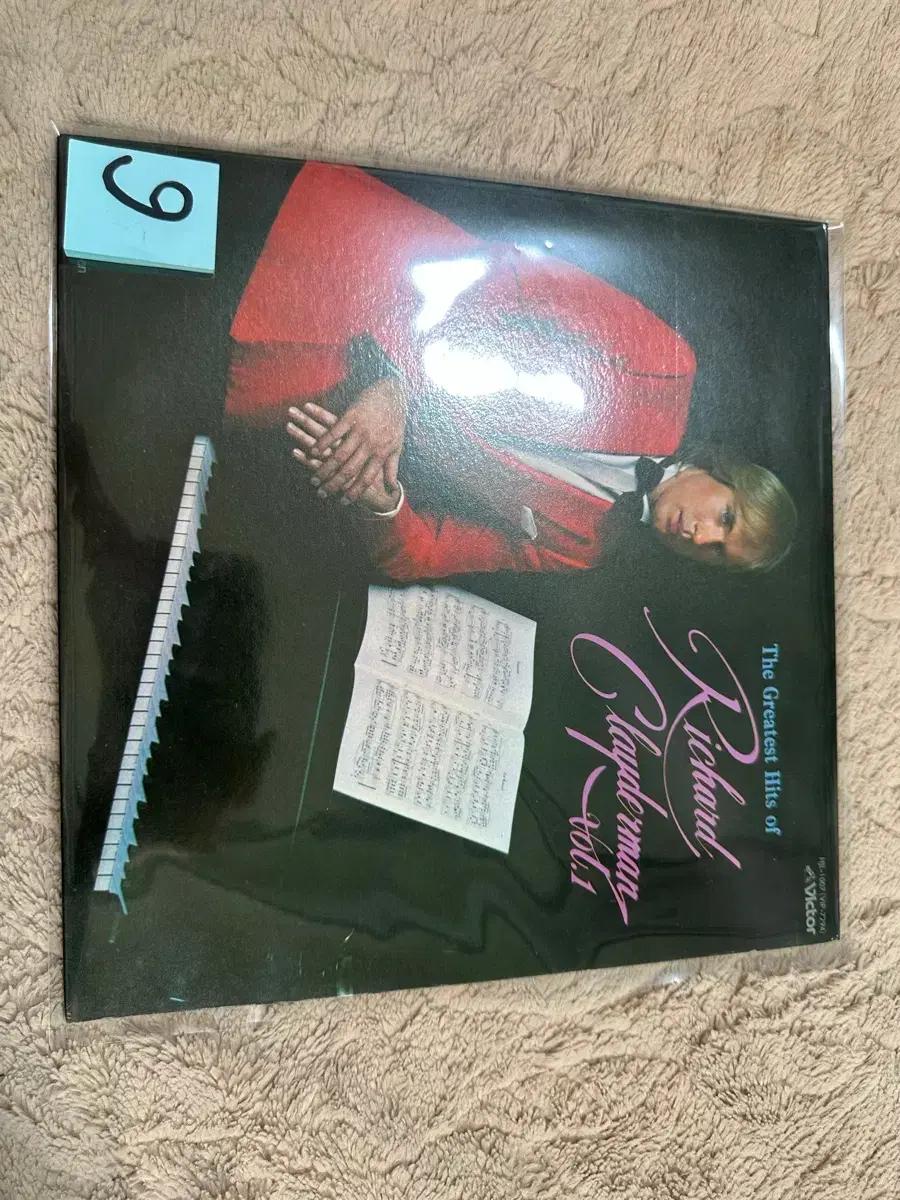 The Greatest Hits of
Richard
Clayderman
Vol.1
Victor
9